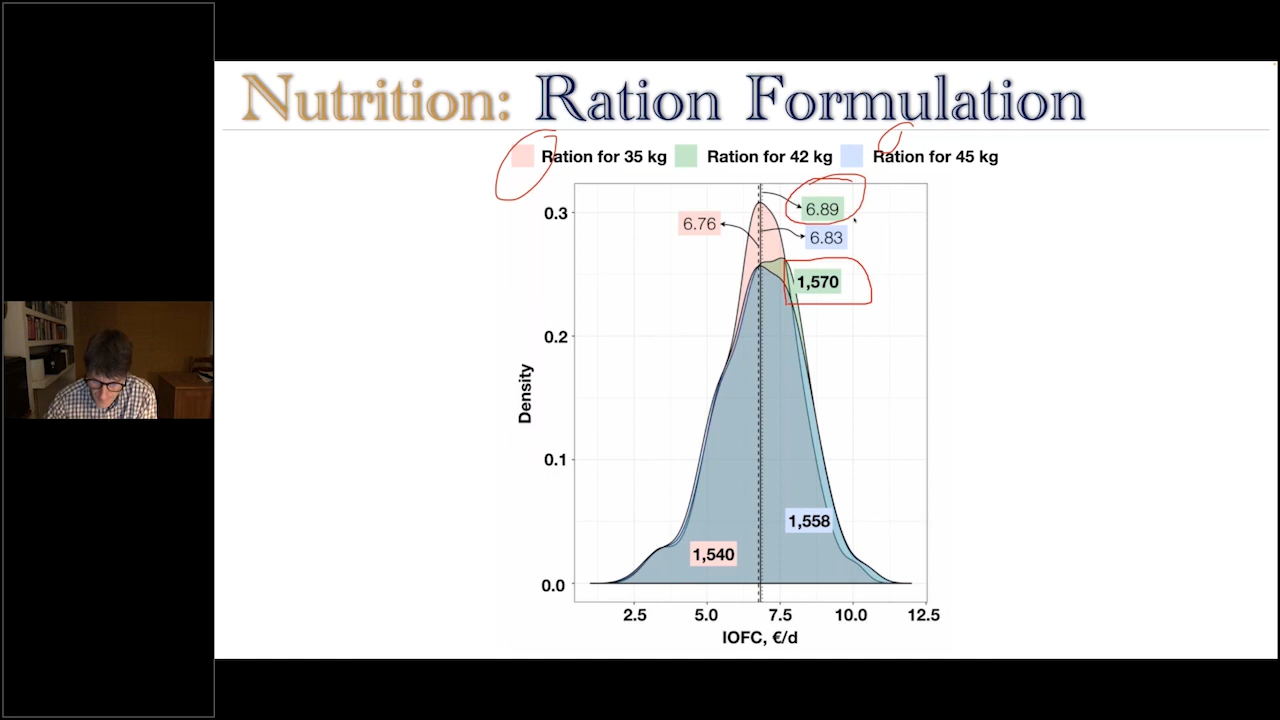 Nutrition: Ration Formulation
Ration for 35 kg Ration for 42 kg Ration for 45 kg
0.3
0.2
0.1
0.0
Density
6.89
6.76
6.83
1,570
1,558
1,540
2.5 5.0 7.5 10.0 12.5
IOFC, €/d